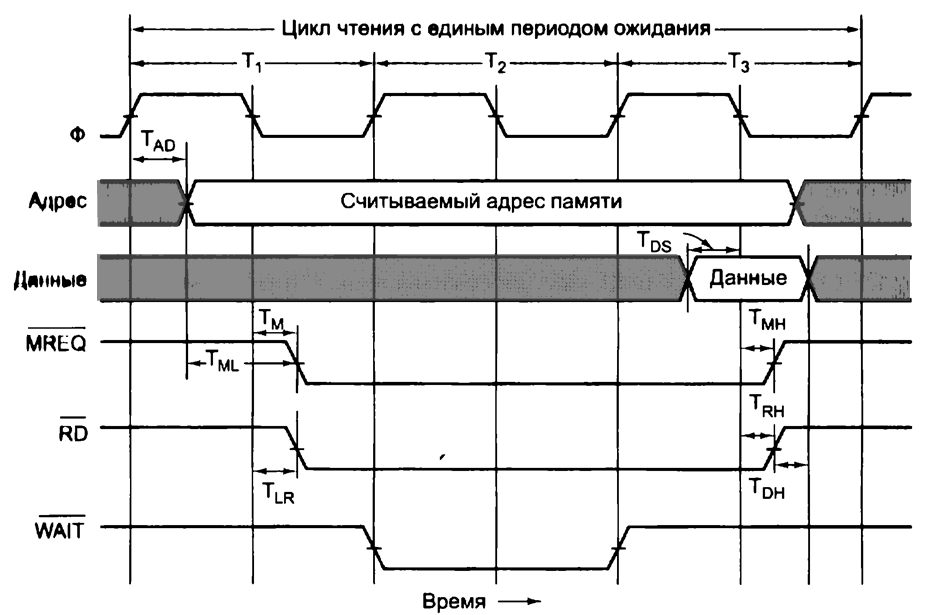 Цикл чтения с единым периодом ожидания
T1 T2 T3
Φ
TAD
Адрес Считываемый адрес памяти
TDS
Данные Данные
TM TMH
MREQ
TML
TRH
RD
TLR TDH
WAIT
Время